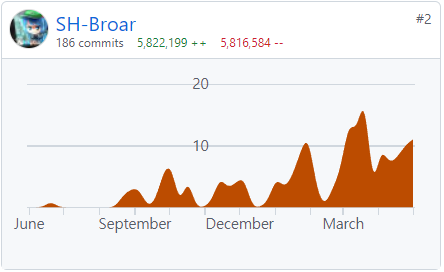 SH-Broar
#2
186 commits 5,822,199 ++ 5,816,584 --
20
10
June September December March